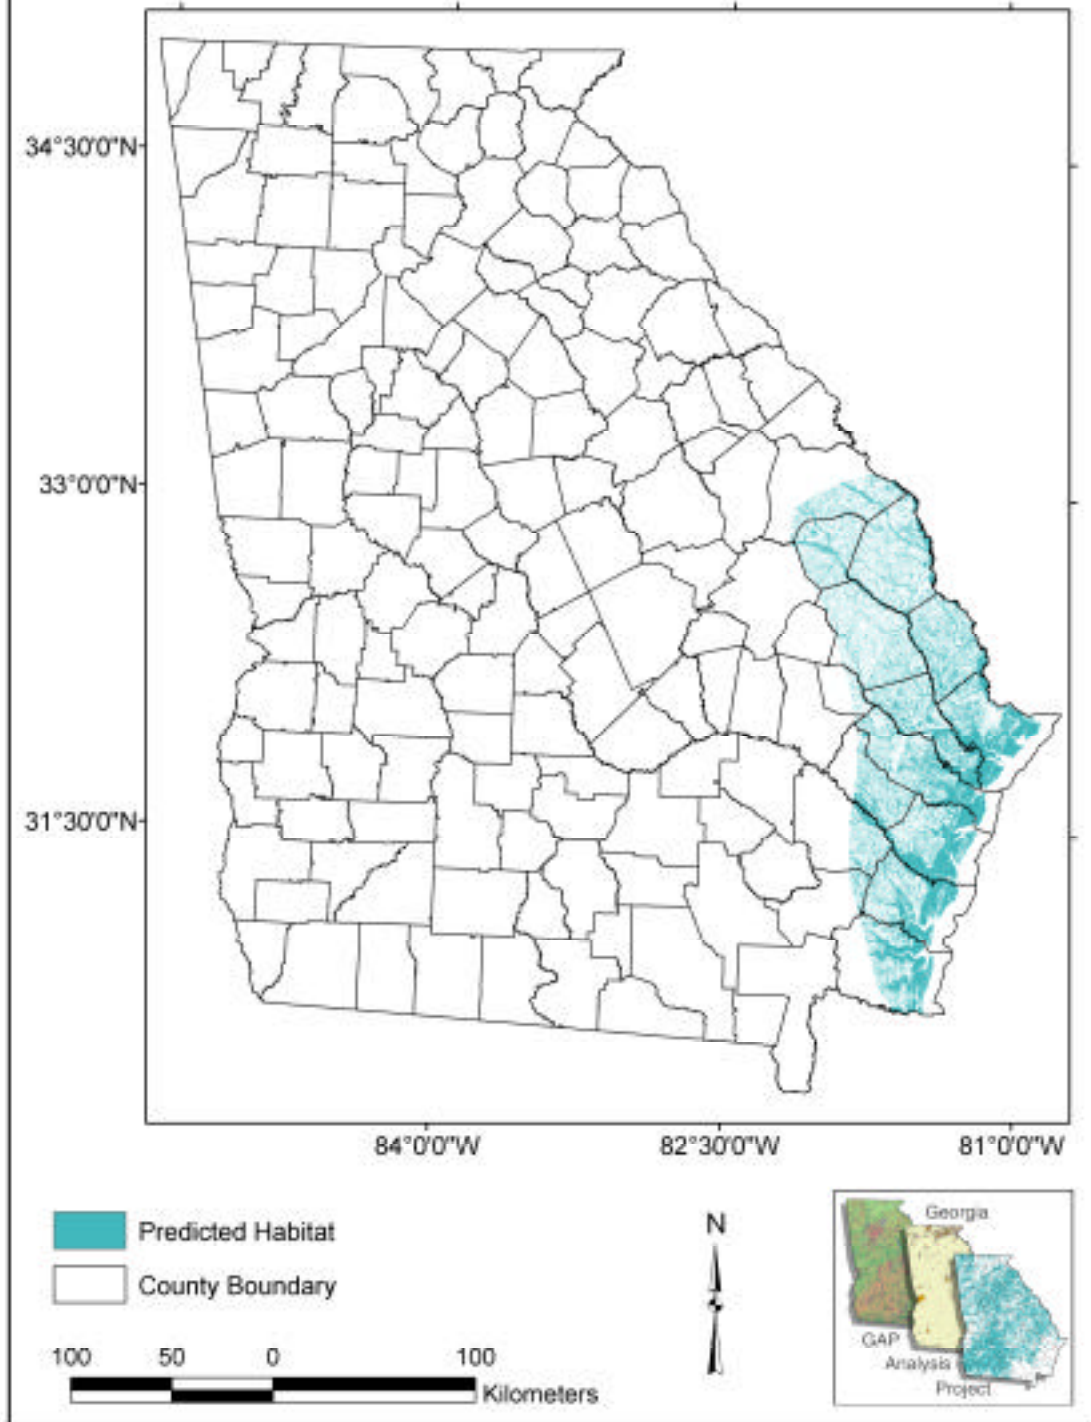 34°30'0"N
33°0'0"N
31°30'0"N
84°0'0"W 82°30'0"W 81°0'0"W
Predicted Habitat
County Boundary
N
100 50 0 100
Kilometers
Georgia
GAP
Analysis
Project